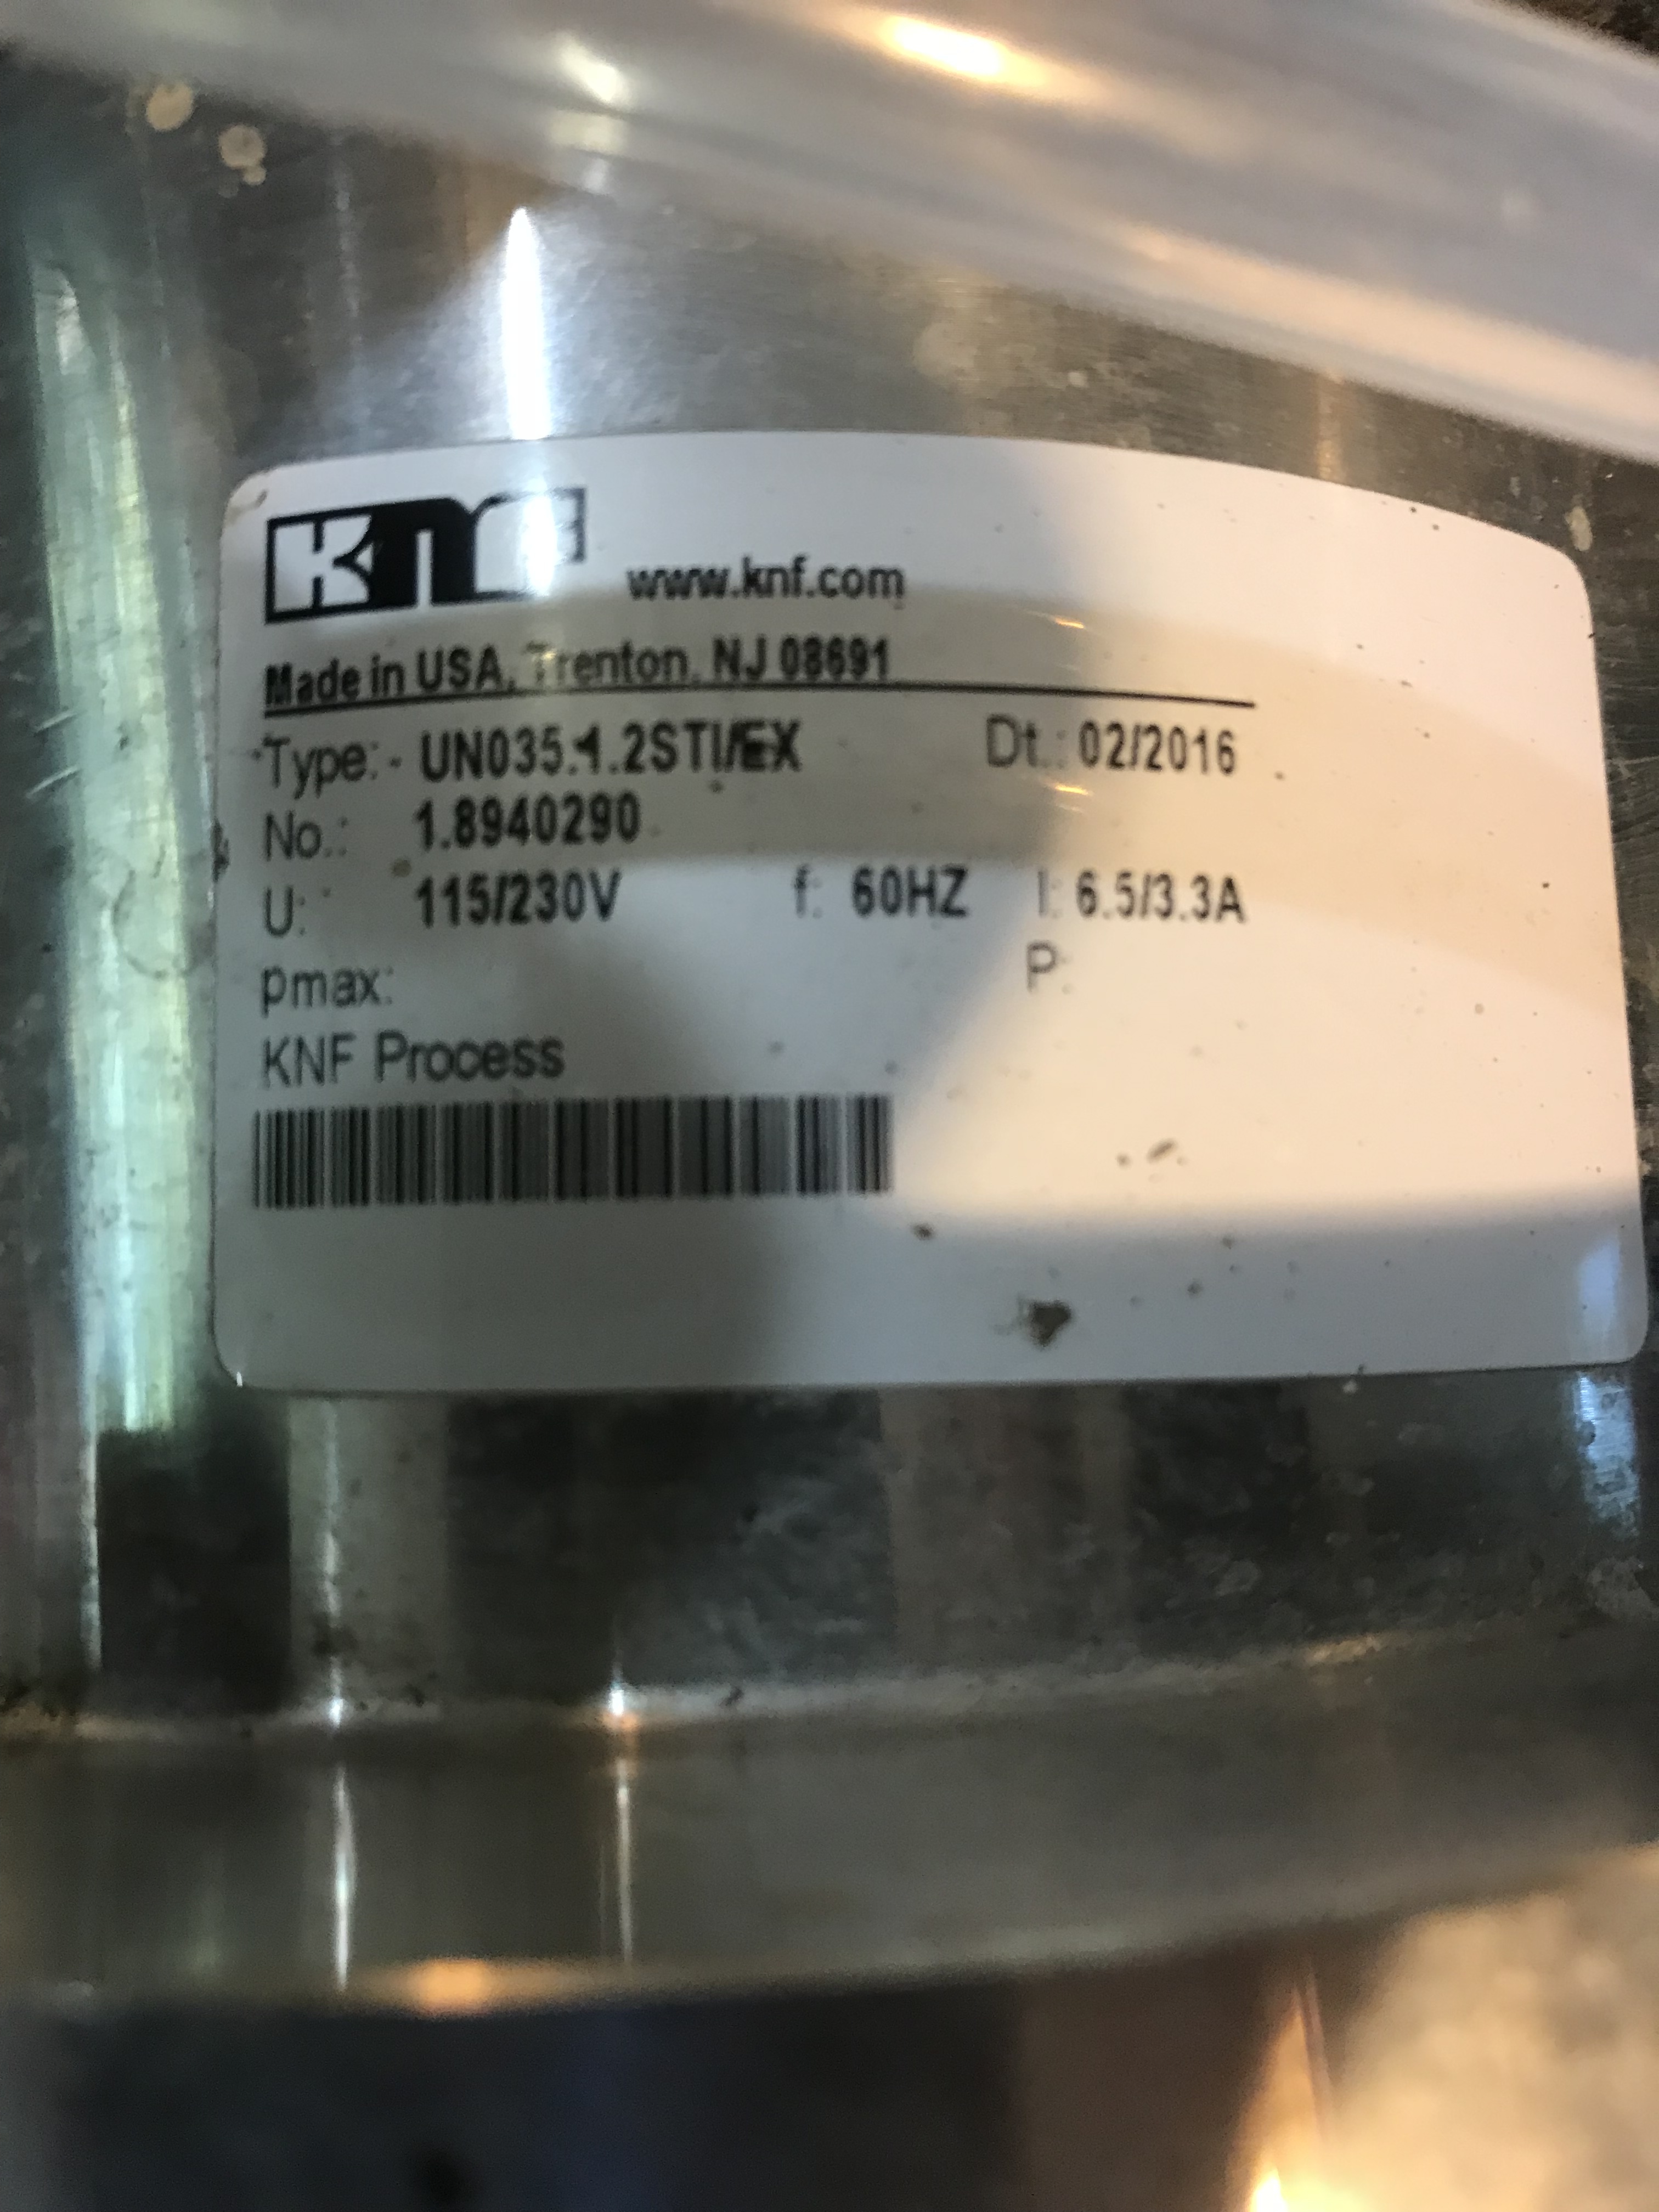 KNF www.knf.com
Made in USA, Trenton, NJ 08691
Type: UN035.1.2STI/EX Dt.: 02/2016
No.: 1.8940290
U: 115/230V f: 60HZ I: 6.5/3.3A
pmax: P:
KNF Process